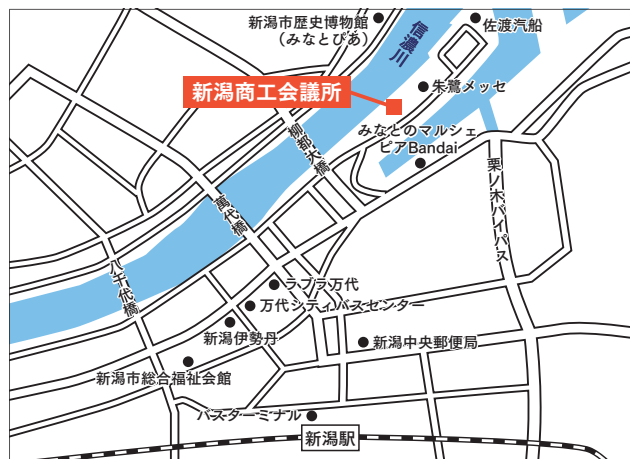 新潟市歴史博物館
（みなとぴあ）
信濃川
佐渡汽船
新潟商工会議所
朱鷺メッセ
みなとのマルシェ
ピアBandai
柳都大橋
栗ノ木バイパス
萬代橋
八千代橋
ラブラ万代
万代シティバスセンター
新潟伊勢丹
新潟中央郵便局
新潟市総合福祉会館
バスターミナル
新潟駅